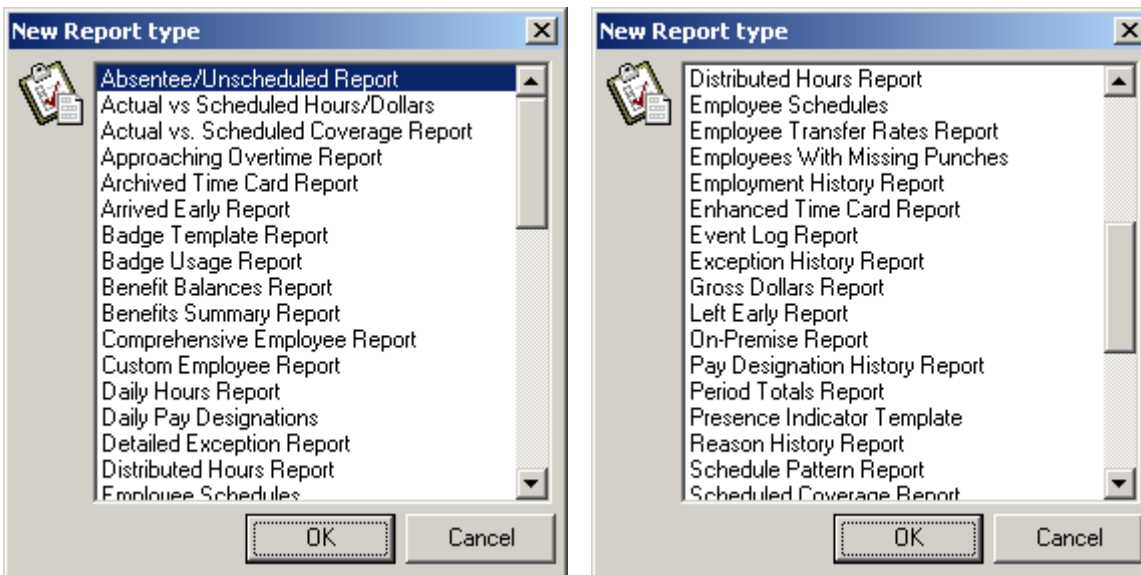 New Report type
Absentee/Unscheduled Report
Actual vs Scheduled Hours/Dollars
Actual vs. Scheduled Coverage Report
Approaching Overtime Report
Archived Time Card Report
Arrived Early Report
Badge Template Report
Badge Usage Report
Benefit Balances Report
Benefits Summary Report
Comprehensive Employee Report
Custom Employee Report
Daily Hours Report
Daily Pay Designations
Detailed Exception Report
Distributed Hours Report
Employee Schedules
OK Cancel
New Report type
Distributed Hours Report
Employee Schedules
Employee Transfer Rates Report
Employees With Missing Punches
Employment History Report
Enhanced Time Card Report
Event Log Report
Exception History Report
Gross Dollars Report
Left Early Report
On-Premise Report
Pay Designation History Report
Period Totals Report
Presence Indicator Template
Reason History Report
Schedule Pattern Report
Scheduled Coverage Report
OK Cancel